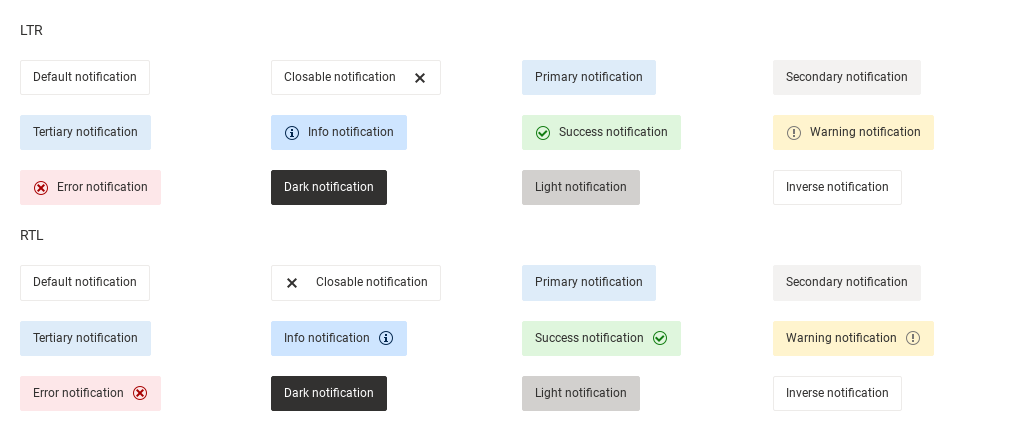 LTR
Default notification
Closable notification
Primary notification
Secondary notification
Tertiary notification
Info notification
Success notification
Warning notification
Error notification
Dark notification
Light notification
Inverse notification
RTL
Default notification
Closable notification
Primary notification
Secondary notification
Tertiary notification
Info notification
Success notification
Warning notification
Error notification
Dark notification
Light notification
Inverse notification